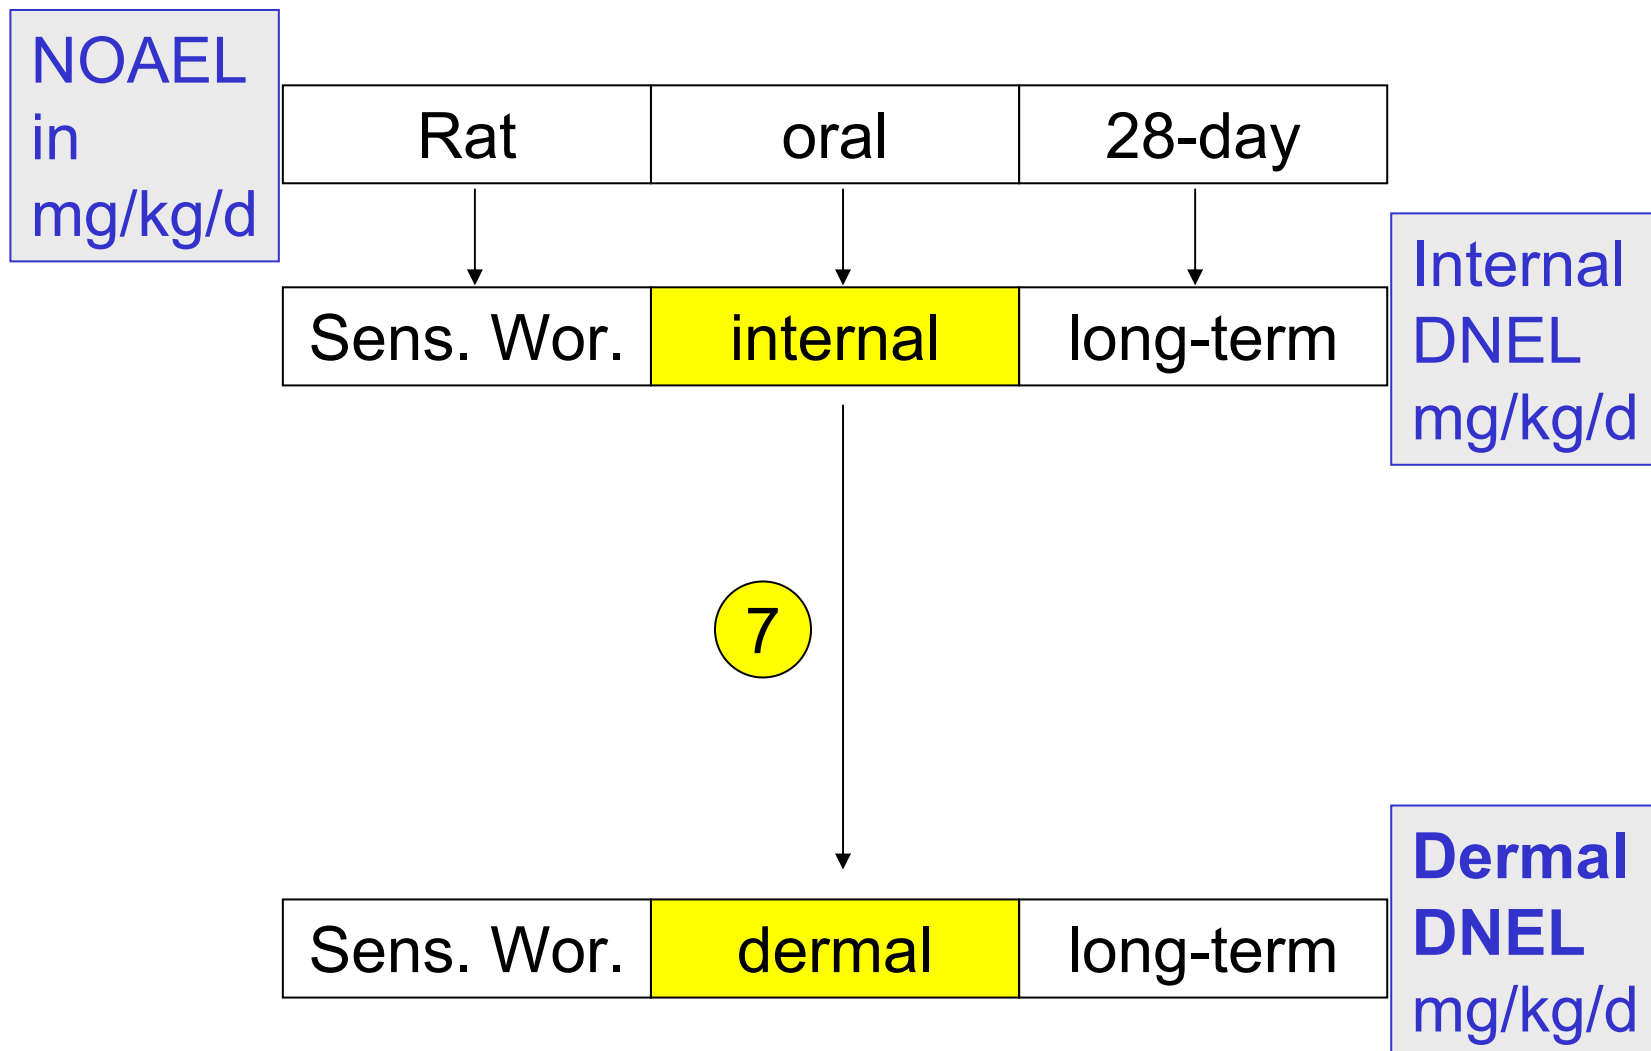 NOAEL
in
mg/kg/d
Rat oral 28-day
Sens. Wor. internal long-term
Internal
DNEL
mg/kg/d
7
Sens. Wor. dermal long-term
Dermal
DNEL
mg/kg/d